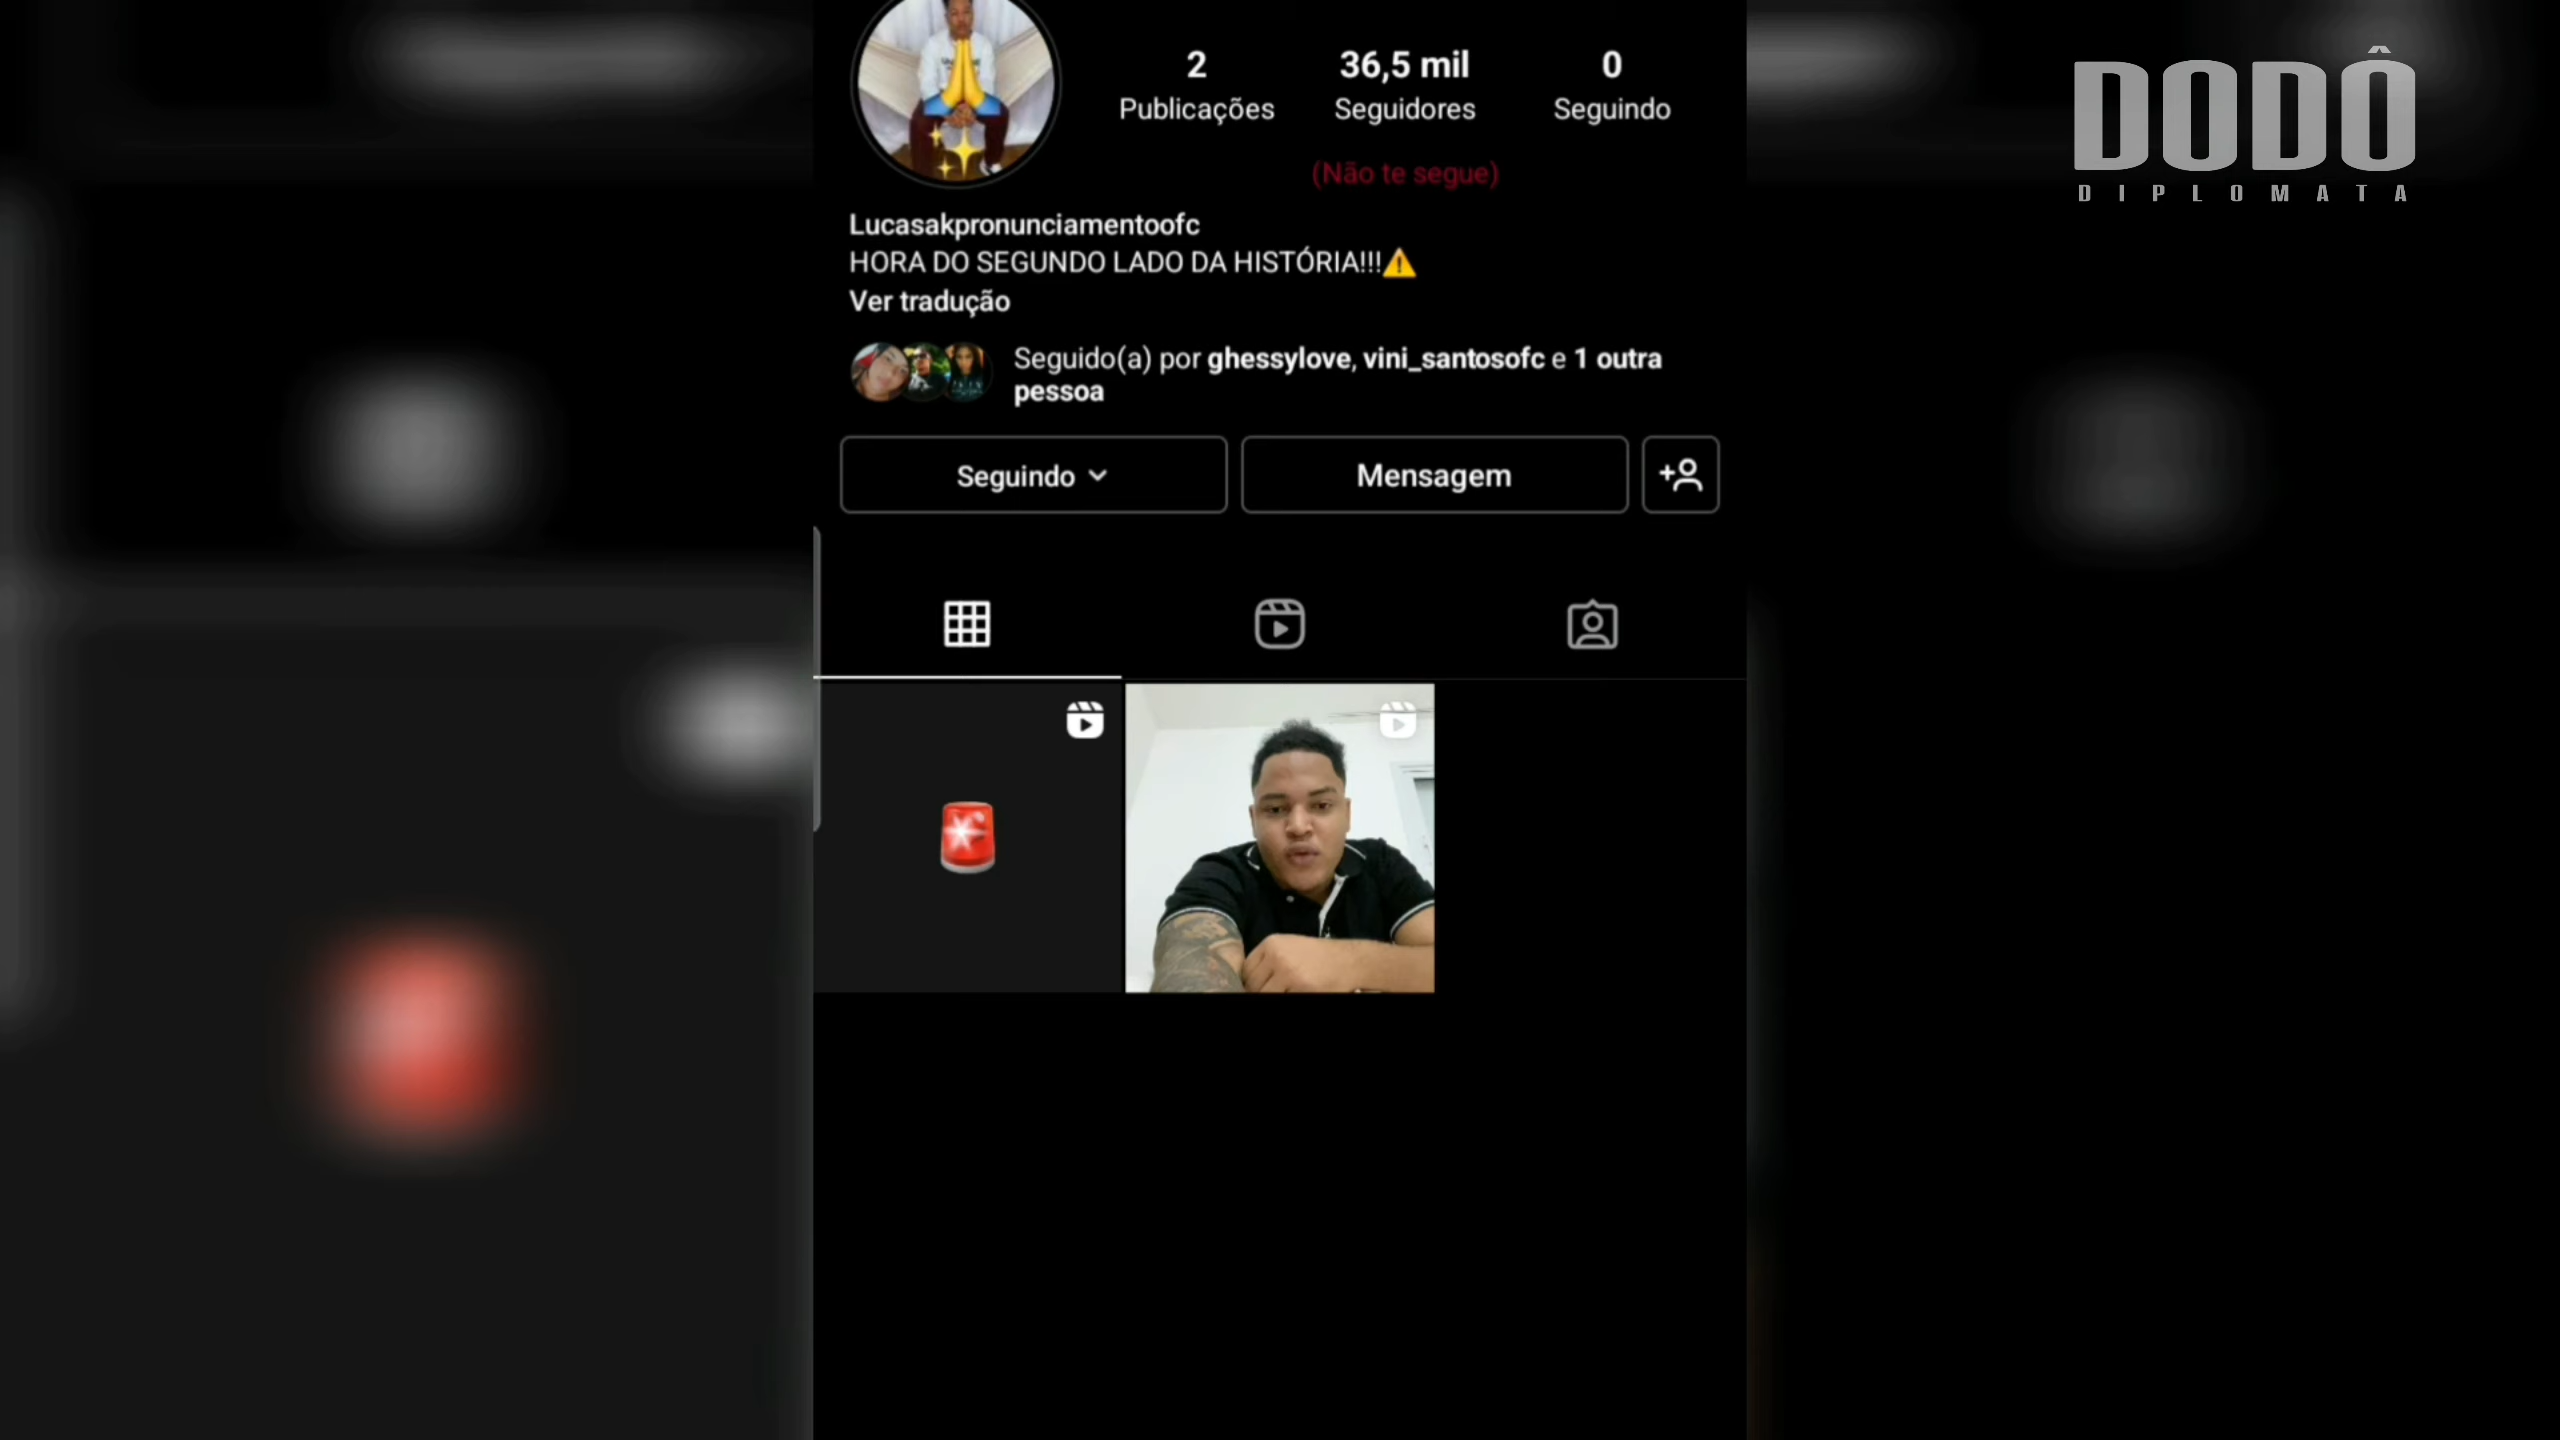 2
36,5 mil
0
Publicações
Seguidores
Seguindo
(Não te segue)
Lucasakpronunciamentoofc
HORA DO SEGUNDO LADO DA HISTÓRIA!!!⚠️
Ver tradução
Seguido(a) por ghessylove, vini_santosofc e 1 outra
pessoa
Seguindo
Mensagem
DODÔ
DIPLOMATA